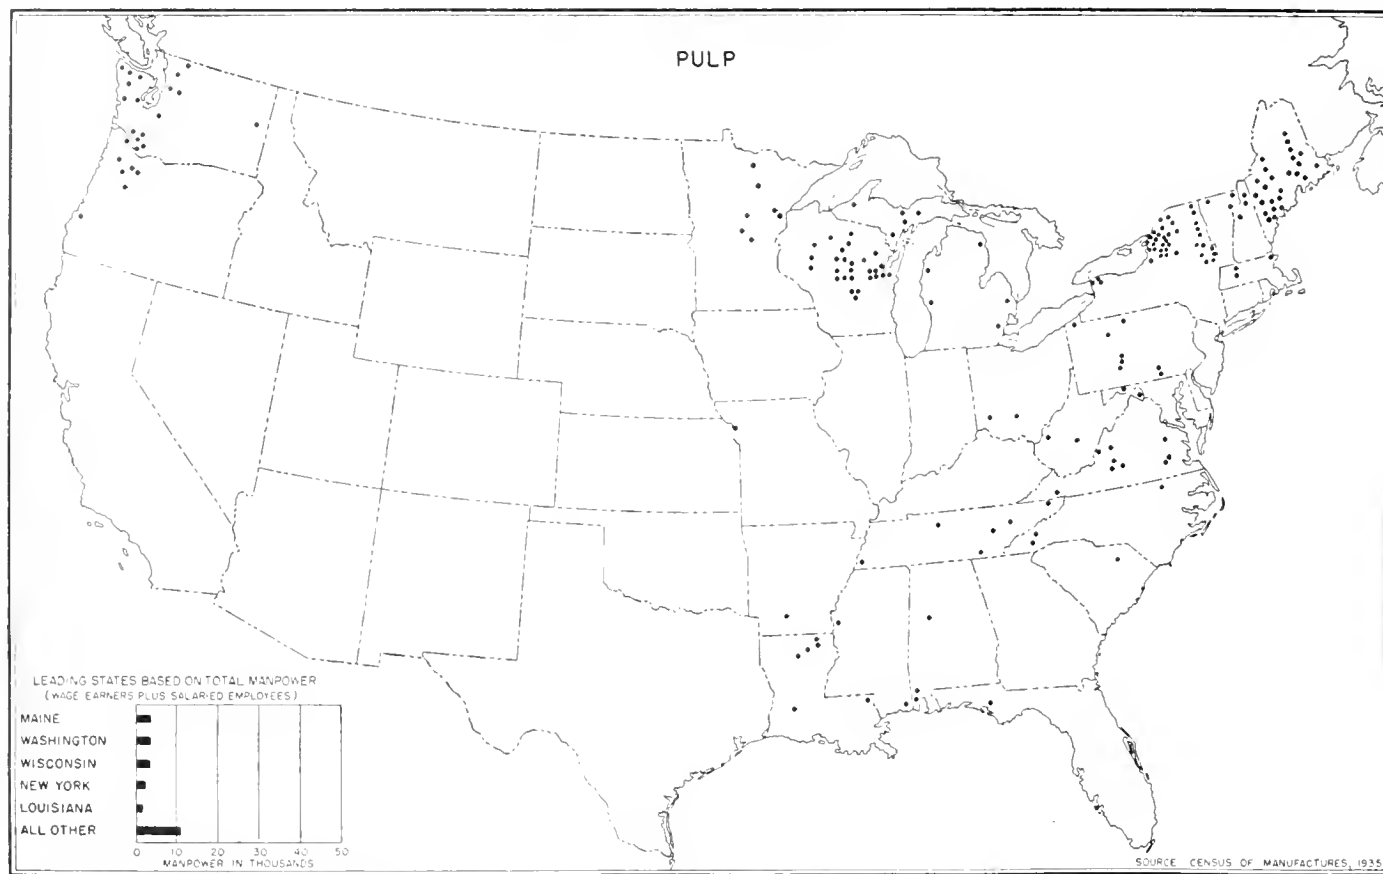 PULP
LEADING STATES BASED ON TOTAL MANPOWER
(WAGE EARNERS PLUS SALARIED EMPLOYEES)
MAINE
WASHINGTON
WISCONSIN
NEW YORK
LOUISIANA
ALL OTHER
0 10 20 30 40 50
MANPOWER IN THOUSANDS
SOURCE CENSUS OF MANUFACTURES, 1935